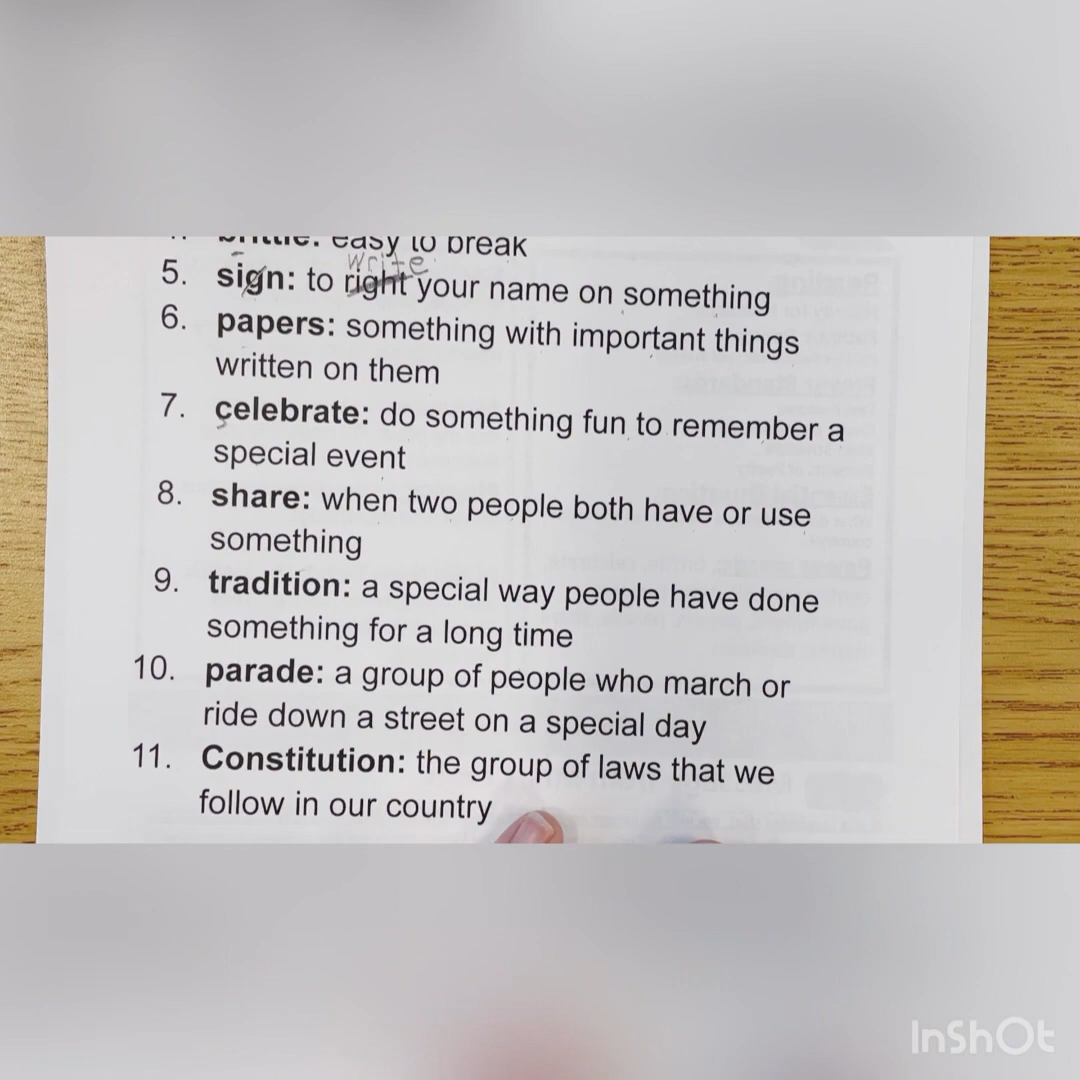 brittle: easy to break
write
5. sign: to right your name on something
6. papers: something with important things
written on them
7. celebrate: do something fun to remember a
special event
8. share: when two people both have or use
something
9. tradition: a special way people have done
something for a long time
10. parade: a group of people who march or
ride down a street on a special day
11. Constitution: the group of laws that we
follow in our country
InShOt